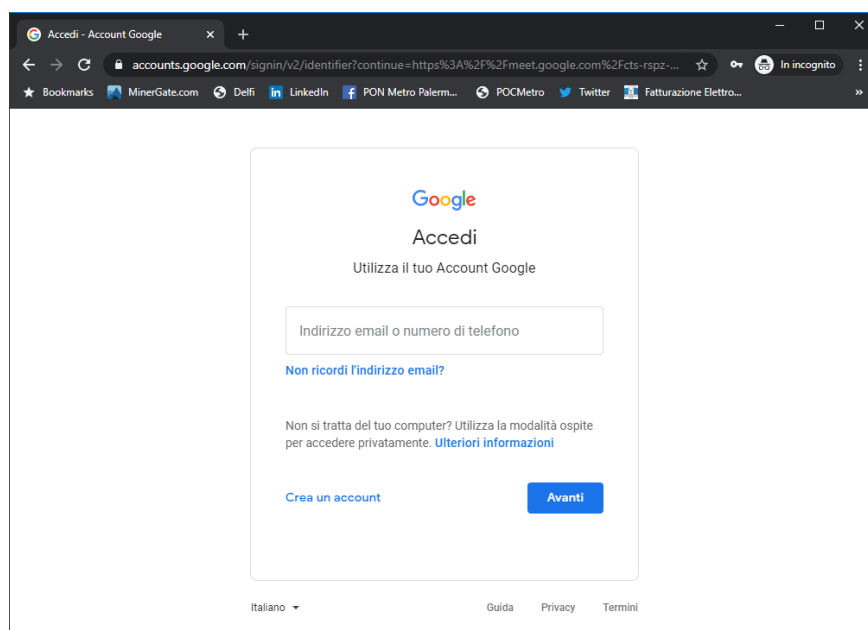 Accedi - Account Google
accounts.google.com/signin/v2/identifier?continue=https%3A%2F%2Fmeet.google.com%2Fcts-rspz-... In incognito
Bookmarks MinerGate.com Delfi LinkedIn PON Metro Palerm... POCMetro Twitter Fatturazione Elettro... »
Google
Accedi
Utilizza il tuo Account Google
Indirizzo email o numero di telefono
Non ricordi l'indirizzo email?
Non si tratta del tuo computer? Utilizza la modalità ospite
per accedere privatamente. Ulteriori informazioni
Crea un account Avanti
Italiano Guida Privacy Termini